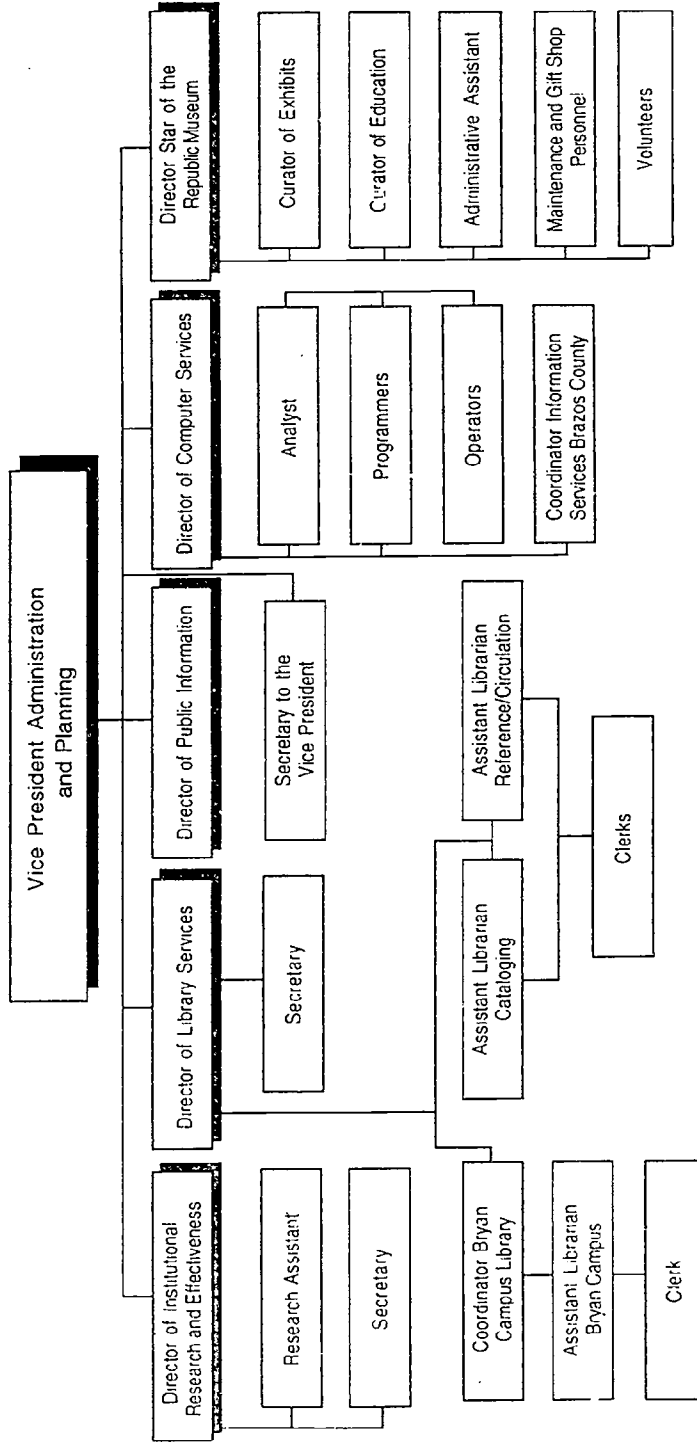 Vice President Administration
and Planning
Director of Institutional
Research and Effectiveness
Research Assistant
Secretary
Director of Library Services
Secretary
Coordinator Bryan
Campus Library
Assistant Librarian
Bryan Campus
Clerk
Assistant Librarian
Cataloging
Assistant Librarian
Reference/Circulation
Clerks
Director of Public Information
Secretary to the
Vice President
Director of Computer Services
Analyst
Programmers
Operators
Coordinator Information
Services Brazos County
Director Star of the
Republic Museum
Curator of Exhibits
Curator of Education
Administrative Assistant
Maintenance and Gift Shop
Personnel
Volunteers